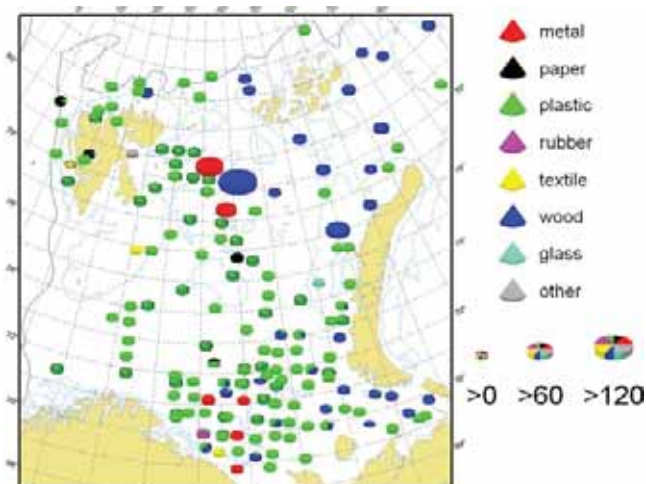 metal
paper
plastic
rubber
textile
wood
glass
other
>0 >60 >120